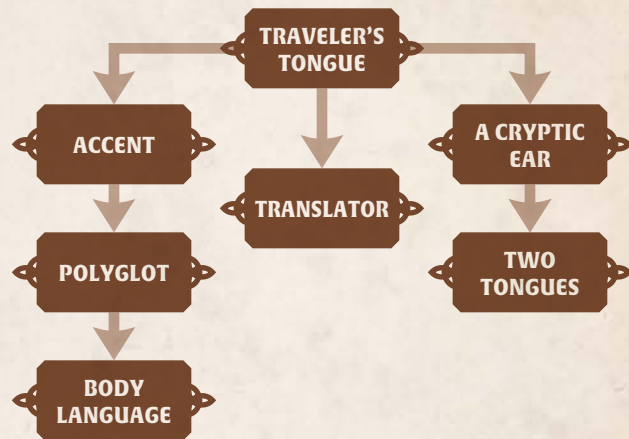 TRAVELER'S
TONGUE
ACCENT
A CRYPTIC
EAR
TRANSLATOR
POLYGLOT
TWO
TONGUES
BODY
LANGUAGE